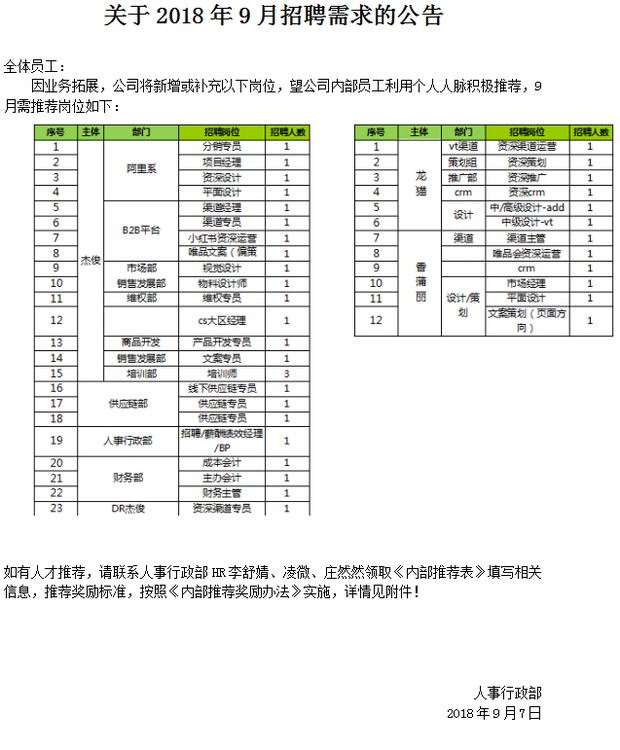 关于 2018 年 9 月招聘需求的公告
全体员工：
因业务拓展，公司将新增或补充以下岗位，望公司内部员工利用个人人脉积极推荐，9
月需推荐岗位如下：
序号 主体 部门 招聘岗位 招聘人数
杰俊
阿里系
1 分销专员 1
2 项目经理 1
3 资深设计 1
4 平面设计 1
B2B平台
5 渠道经理 1
6 渠道专员 1
7 小红书资深运营 1
8 唯品文案（偏策 1
9 市场部 视觉设计 1
10 销售发展部 物料设计师 1
11 维权部 维权专员 1
12 cs大区经理 1
13 商品开发 产品开发专员 1
14 销售发展部 文案专员 1
15 培训部 培训师 3
供应链部
16 线下供应链专员 1
17 供应链专员 1
18 供应链专员 1
19 人事行政部 招聘/薪酬绩效经理
/BP 1
财务部
20 成本会计 1
21 主办会计 1
22 财务主管 1
23 DR杰俊 资深渠道专员 1
序号 主体 部门 招聘岗位 招聘人数
龙猫
1 vt渠道 资深渠道运营 1
2 策划组 资深策划 1
3 推广部 资深推广 1
4 crm 资深crm 1
设计
5 中/高级设计-add 1
6 中级设计-vt 1
香蒲丽
7 渠道 渠道主管 1
8 唯品会资深运营 1
设计/策
划
9 crm 1
10 市场经理 1
11 平面设计 1
12 文案策划（页面方
向） 1
如有人才推荐，请联系人事行政部 HR 李舒婧、凌微、庄然然领取《内部推荐表》填写相关
信息，推荐奖励标准，按照《内部推荐奖励办法》实施，详情见附件！
人事行政部
2018 年 9 月 7 日